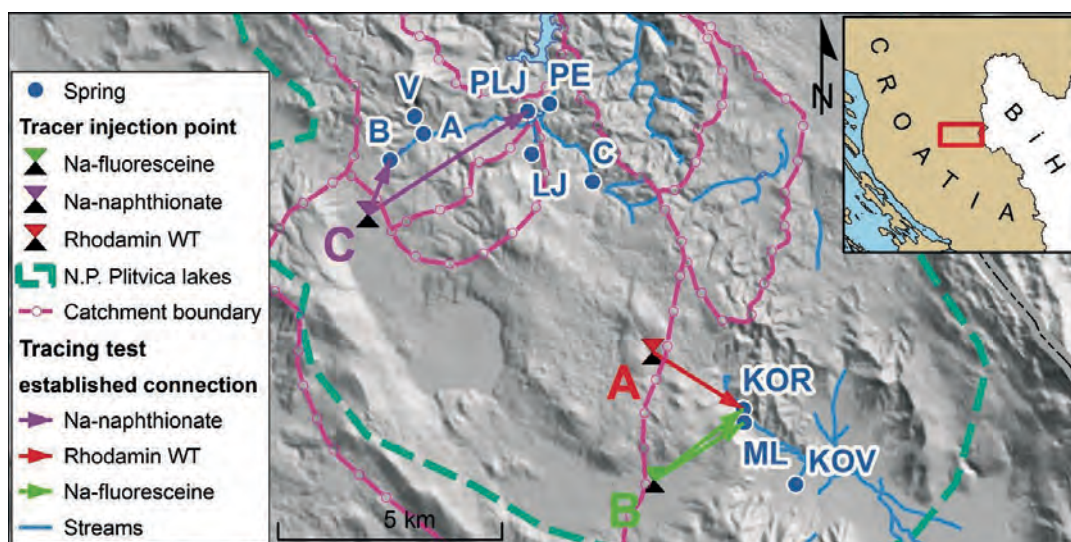 Spring
Tracer injection point
Na-fluoresceine
Na-naphthionate
Rhodamin WT
N.P. Plitvica lakes
Catchment boundary
Tracing test
established connection
Na-naphthionate
Rhodamin WT
Na-fluoresceine
Streams
V
B
A
PLJ
PE
LJ
C
C
A
B
KOR
ML
KOV
5 km
N
CROATIA
BiH